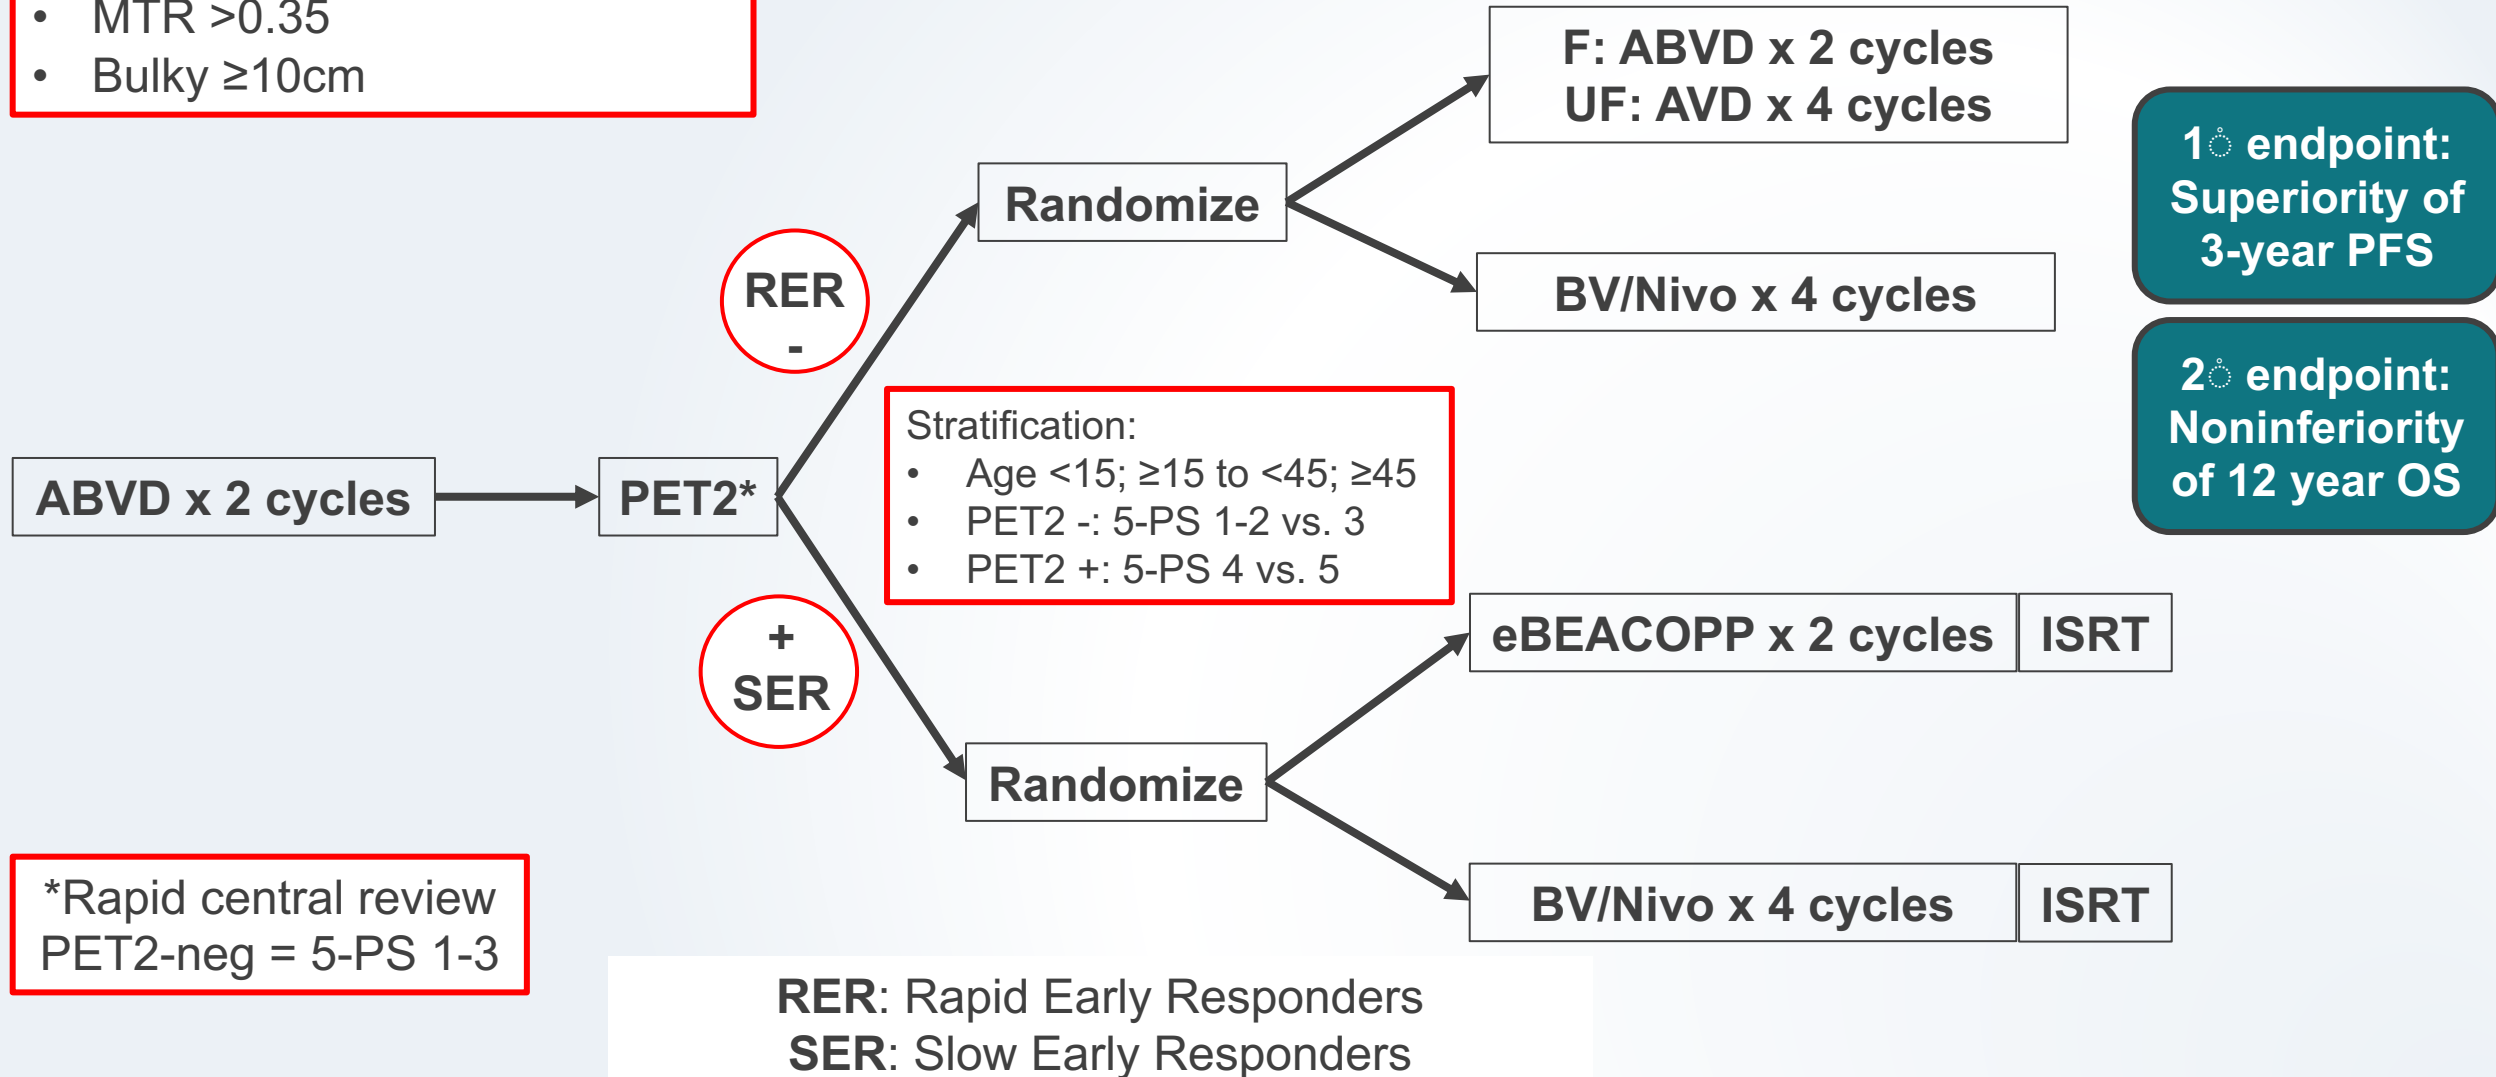 • MTR >0.35
• Bulky ≥10cm
F: ABVD x 2 cycles
UF: AVD x 4 cycles
1° endpoint:
Superiority of
3-year PFS
Randomize
RER
-
BV/Nivo x 4 cycles
2° endpoint:
Noninferiority
of 12 year OS
Stratification:
• Age <15; ≥15 to <45; ≥45
• PET2 -: 5-PS 1-2 vs. 3
• PET2 +: 5-PS 4 vs. 5
ABVD x 2 cycles
PET2*
+
SER
eBEACOPP x 2 cycles
ISRT
Randomize
BV/Nivo x 4 cycles
ISRT
*Rapid central review
PET2-neg = 5-PS 1-3
RER: Rapid Early Responders
SER: Slow Early Responders